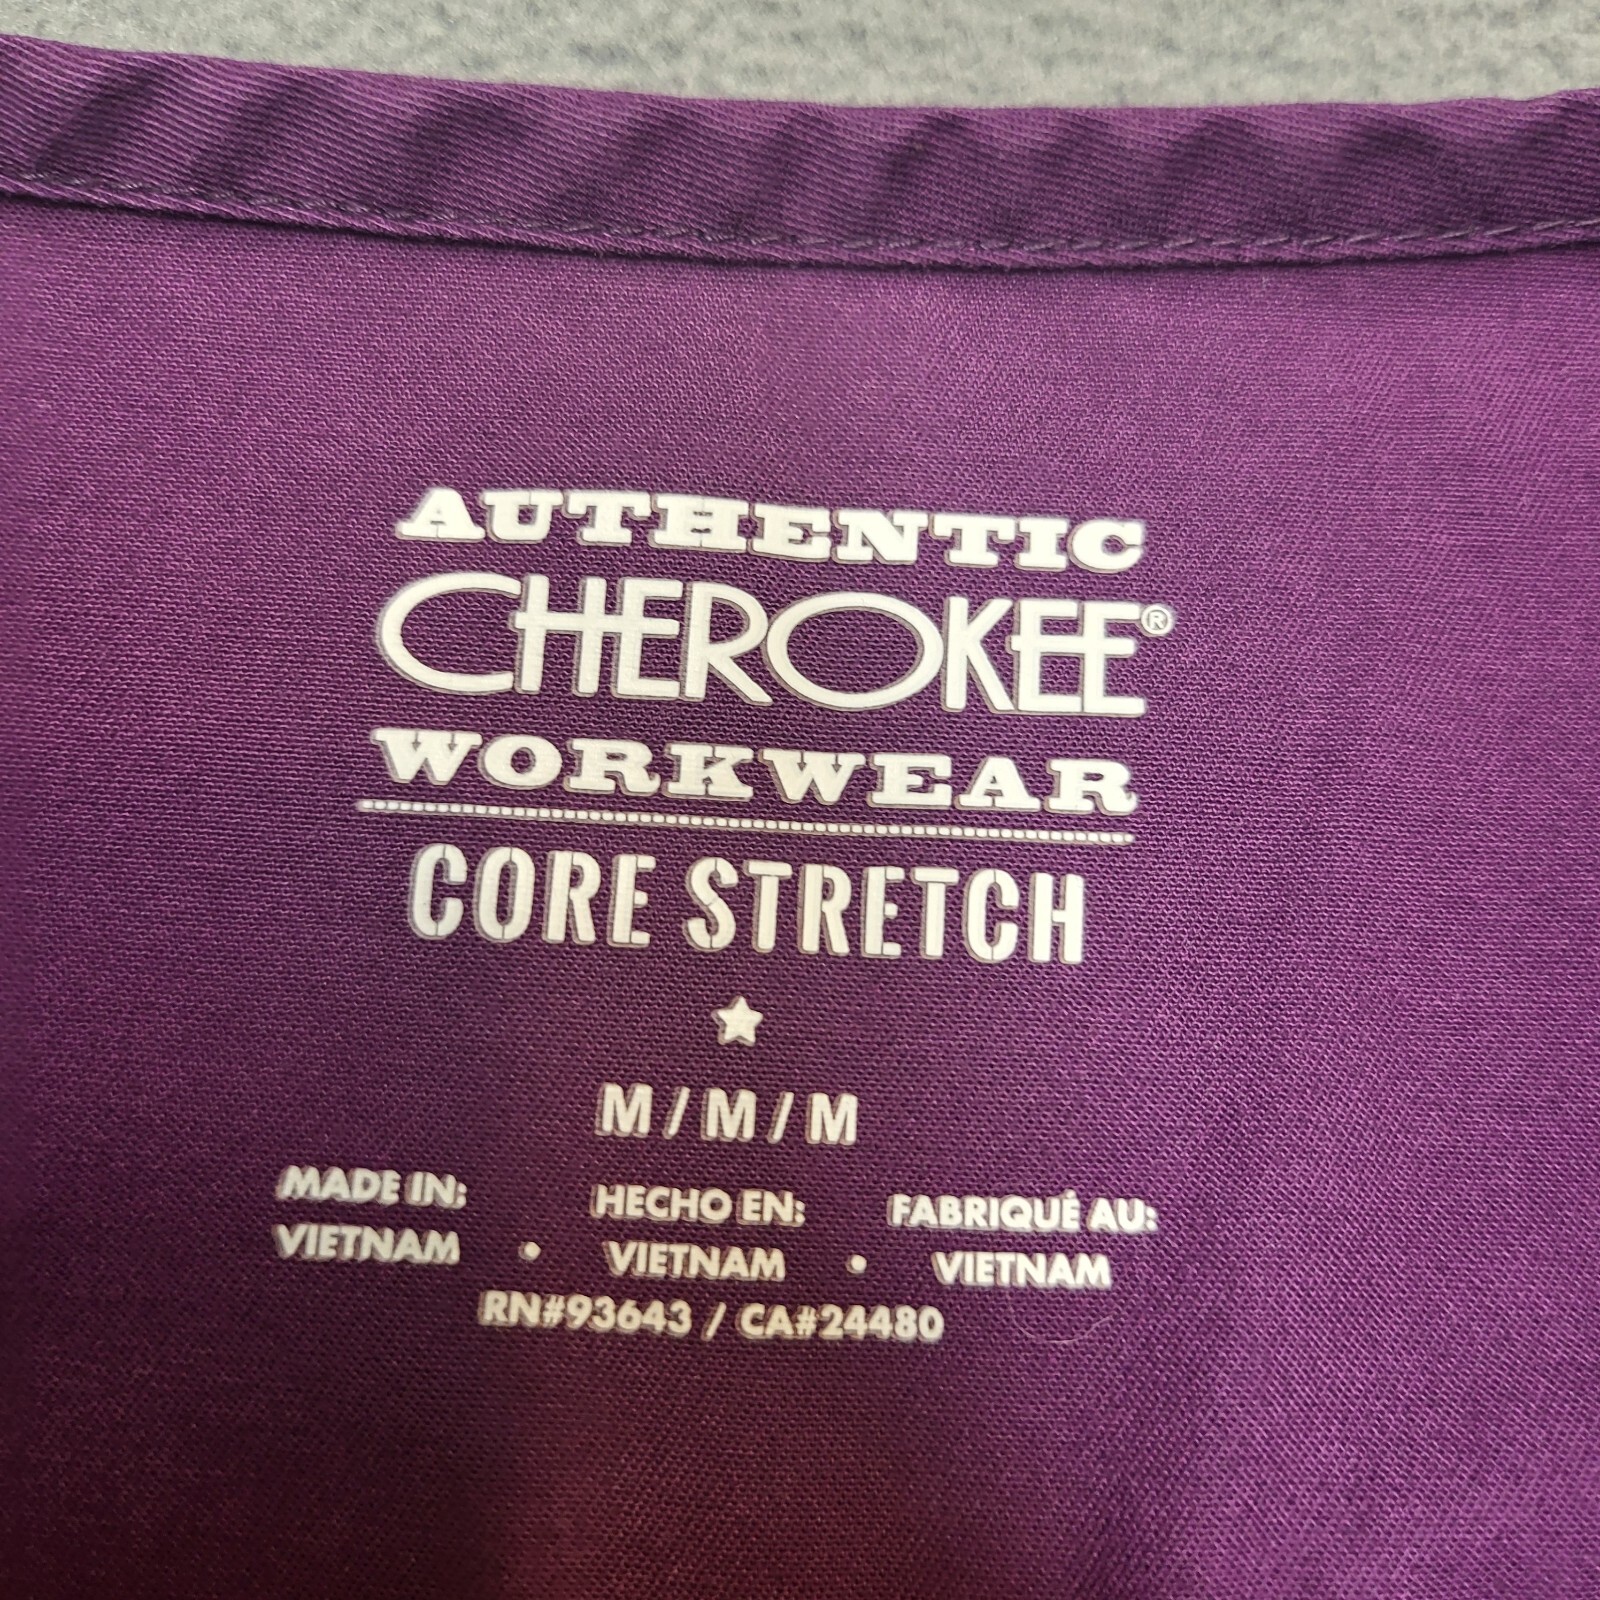 AUTHENTIC
CHEROKEE®
WORKWEAR
CORE STRETCH
M / M / M
MADE IN: HECHO EN: FABRIQUÉ AU:
VIETNAM • VIETNAM • VIETNAM
RN#93643 / CA#24480